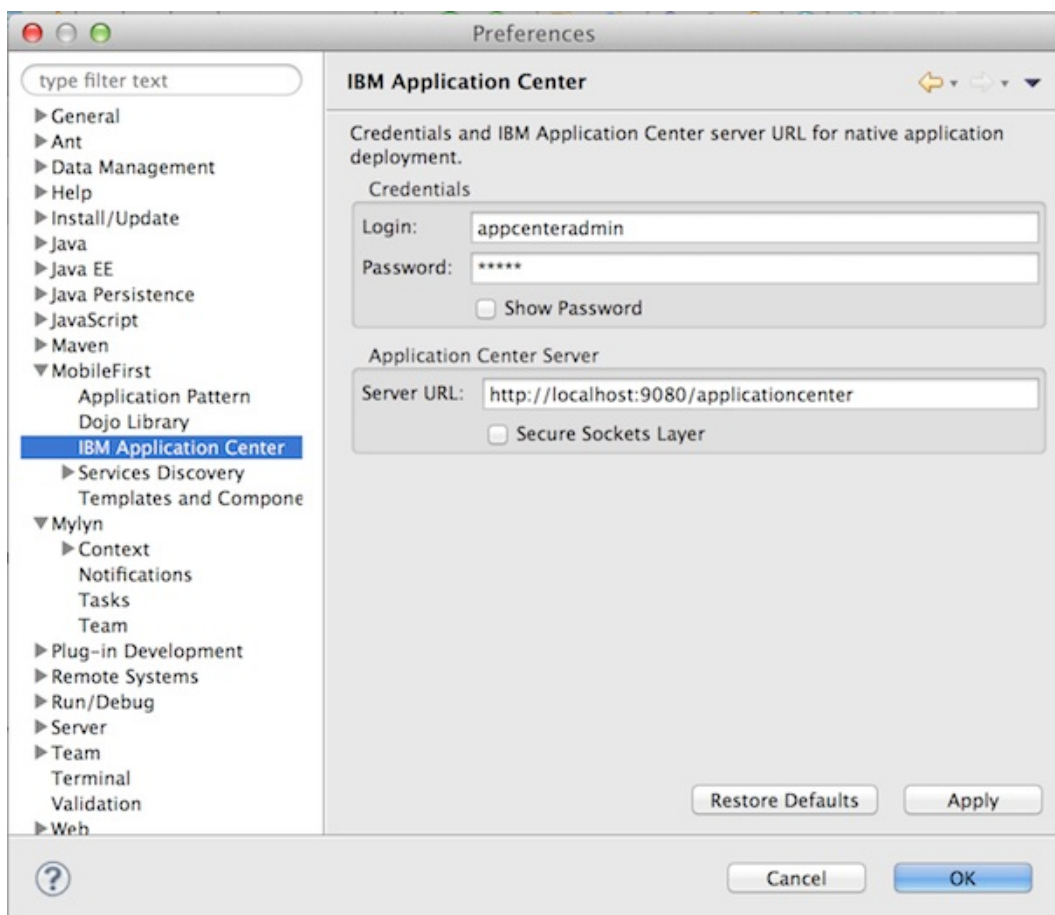 Preferences
type filter text
General
Ant
Data Management
Help
Install/Update
Java
Java EE
Java Persistence
JavaScript
Maven
MobileFirst
Application Pattern
Dojo Library
IBM Application Center
Services Discovery
Templates and Compone
Mylyn
Context
Notifications
Tasks
Team
Plug-in Development
Remote Systems
Run/Debug
Server
Team
Terminal
Validation
Web
IBM Application Center
Credentials and IBM Application Center server URL for native application
deployment.
Credentials
Login: appcenteradmin
Password: *****
Show Password
Application Center Server
Server URL: http://localhost:9080/applicationcenter
Secure Sockets Layer
Restore Defaults Apply
? Cancel OK